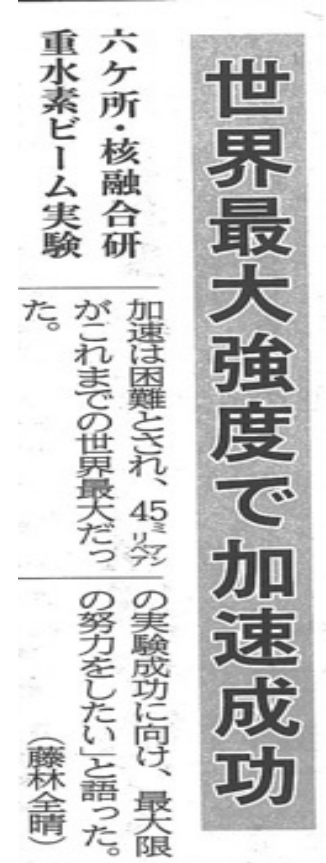 世界最大強度で加速成功
六ケ所・核融合研
重水素ビーム実験
加速は困難とされ、45ミリアン
ペア
がこれまでの世界最大だっ
た。
の実験成功に向け、最大限
の努力をしたい」と語った。
（藤林全晴）